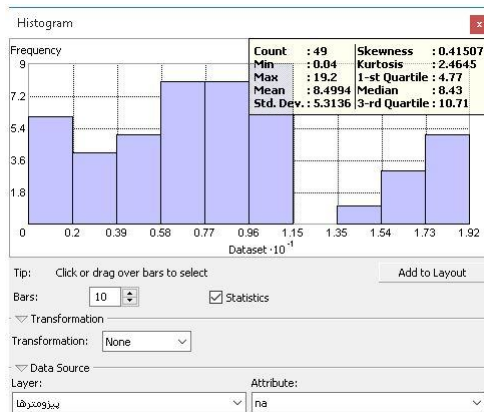 Histogram
x
Frequency
Count : 49 Skewness : 0.41507
Min : 0.04 Kurtosis : 2.4645
Max : 19.2 1-st Quartile : 4.77
Mean : 8.4994 Median : 8.43
Std. Dev. : 5.3136 3-rd Quartile : 10.71
9
7.2
5.4
3.6
1.8
0 0.2 0.39 0.58 0.77 0.96 1.15 1.35 1.54 1.73 1.92
Dataset ·10⁻¹
Tip: Click or drag over bars to select Add to Layout
Bars: 10 Statistics
Transformation
Transformation: None
Data Source
Layer: Attribute:
پیزومترها na